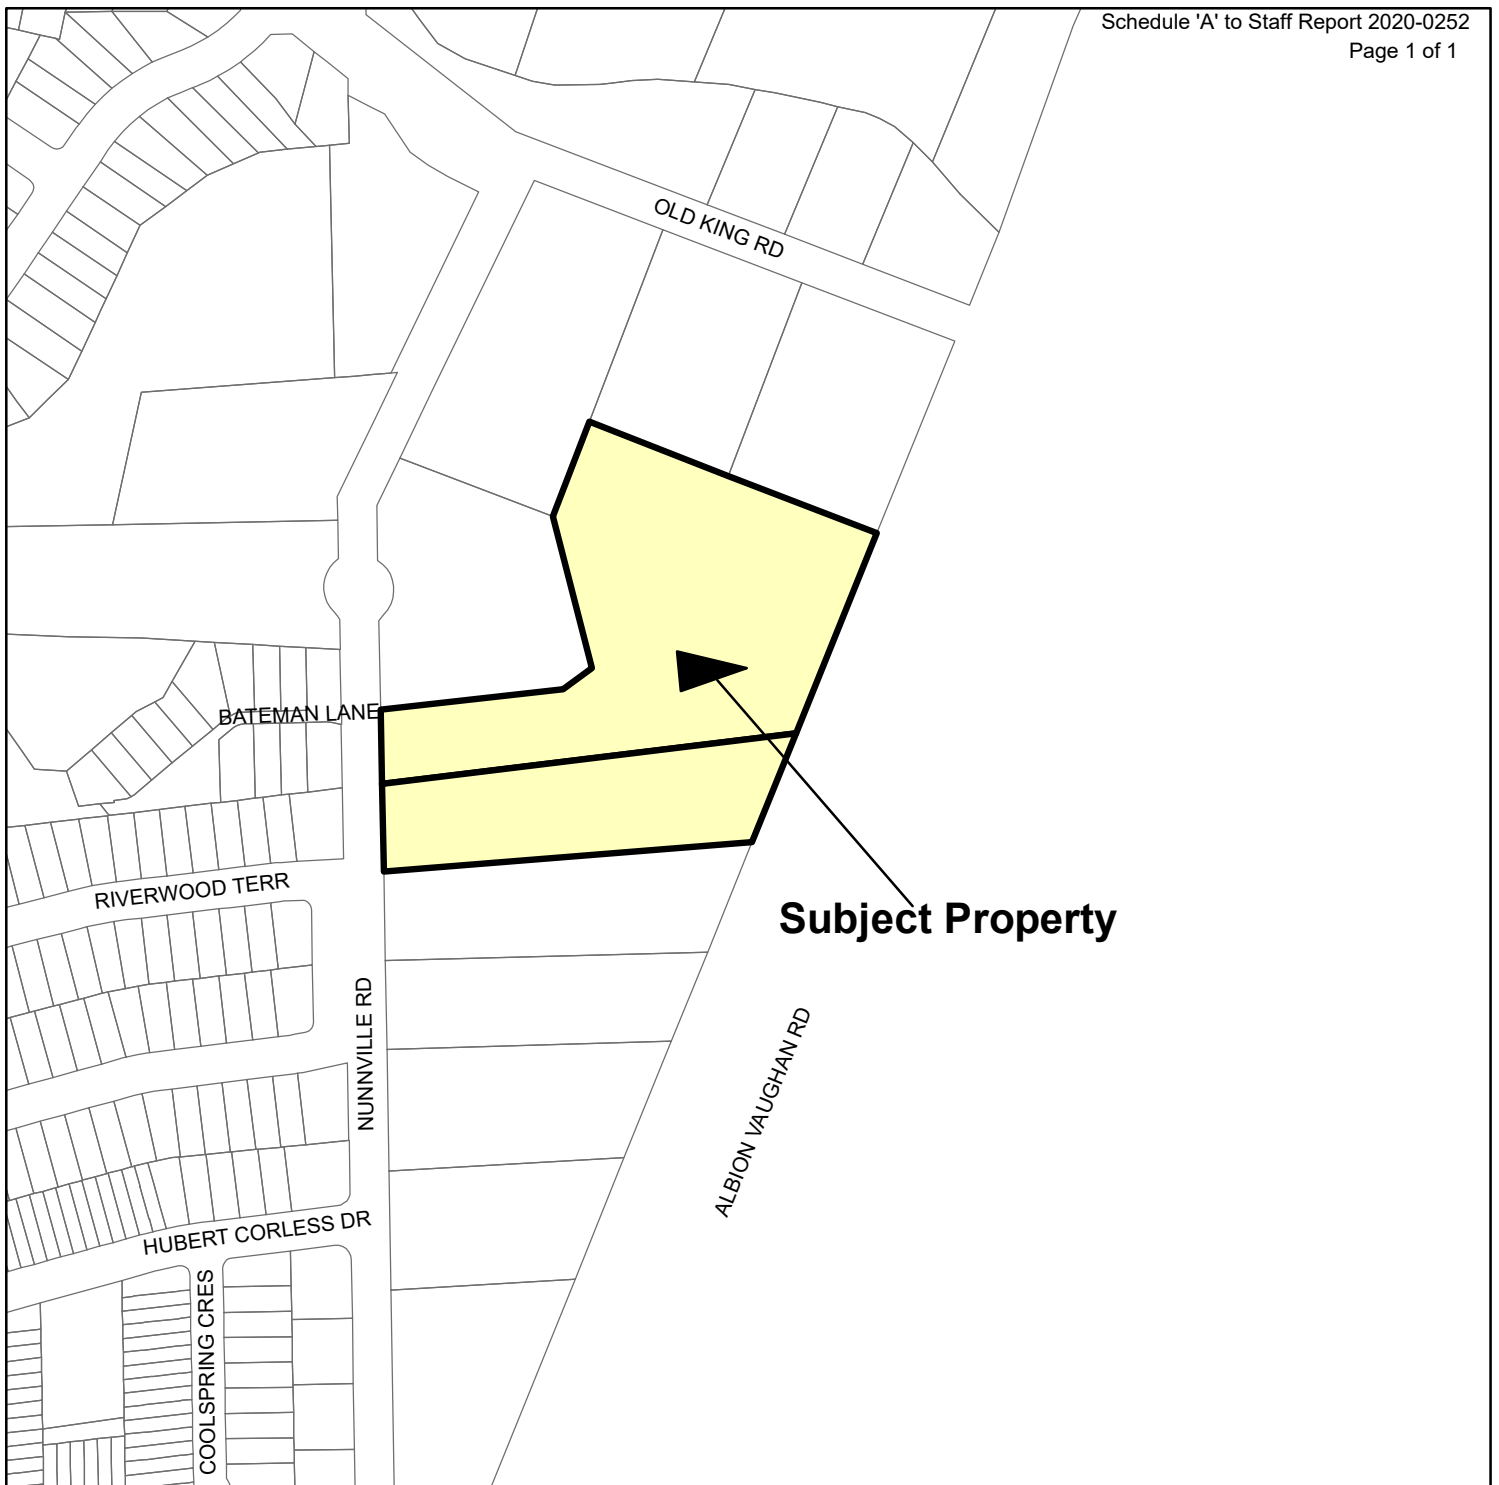 Schedule 'A' to Staff Report 2020-0252
Page 1 of 1
OLD KING RD
BATEMAN LANE
RIVERWOOD TERR
Subject Property
NUNNVILLE RD
ALBION VAUGHAN RD
HUBERT CORLESS DR
COOLSPRING CRES